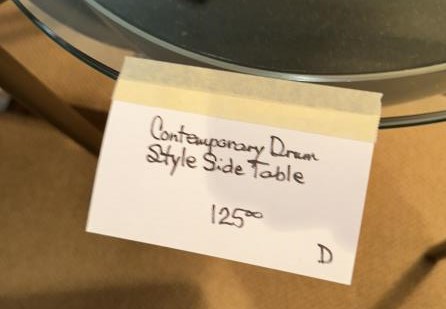 Contemporary Drum
Style Side Table
125⁰⁰
D